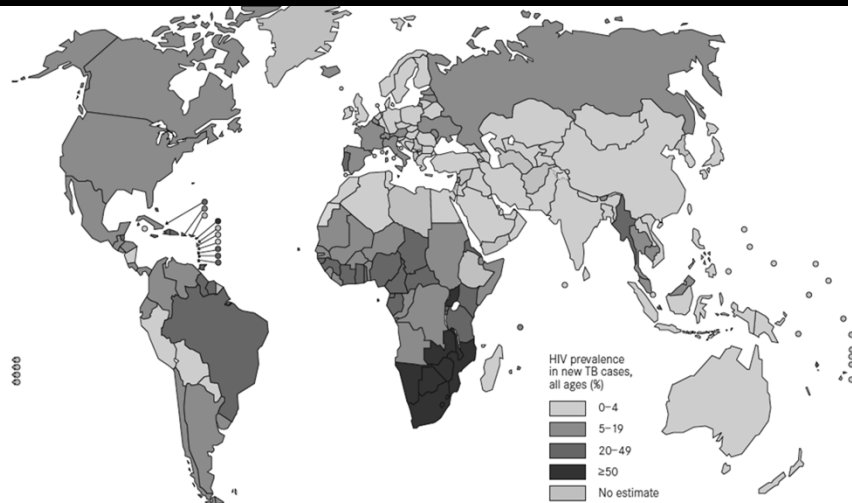 HIV prevalence
in new TB cases,
all ages (%)
0–4
5–19
20–49
≥50
No estimate